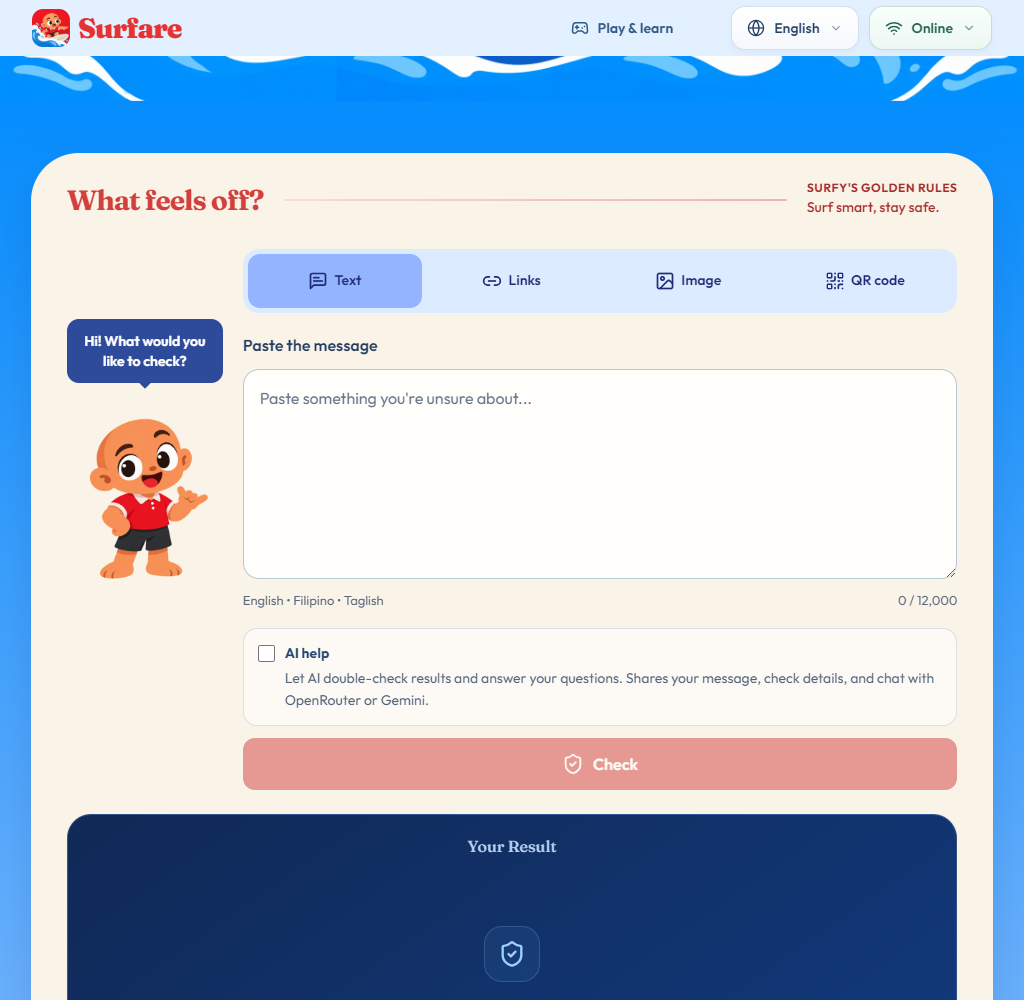 Surfare
Play & learn
English
Online
What feels off?
SURFY'S GOLDEN RULES
Surf smart, stay safe.
Text
Links
Image
QR code
Hi! What would you
like to check?
Paste the message
Paste something you're unsure about...
English • Filipino • Taglish
0 / 12,000
AI help
Let AI double-check results and answer your questions. Shares your message, check details, and chat with
OpenRouter or Gemini.
Check
Your Result